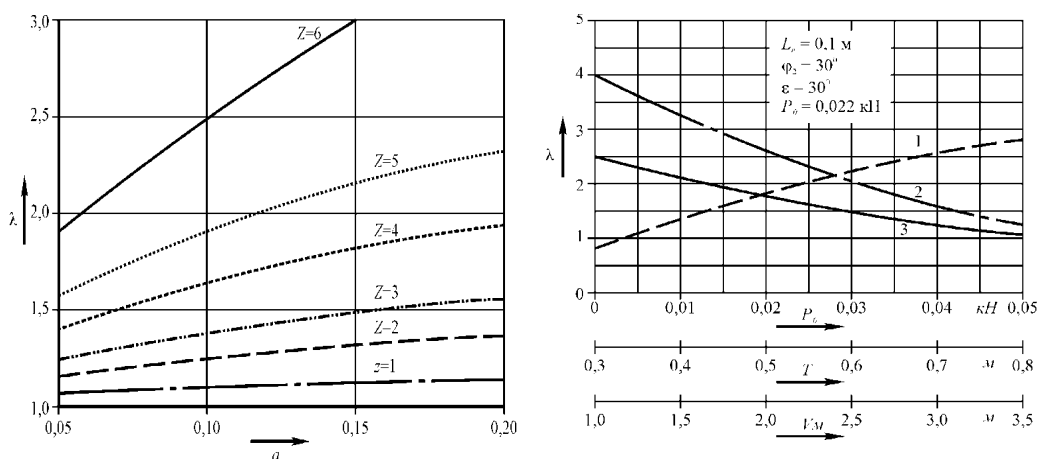 3,0
2,5
2,0
1,5
1,0
λ
Z=6
Z=5
Z=4
Z=3
Z=2
z=1
0,05
0,10
0,15
0,20
a
5
4
3
2
1
0
λ
= 0,1 м
φ₂ = 30°
ε = 30°
= 0,022 кН
1
2
3
0
0,01
0,02
0,03
0,04
кН
0,05
0,3
0,4
0,5
T
0,6
0,7
м
0,8
1,0
1,5
2,0
Vм
2,5
3,0
м
3,5